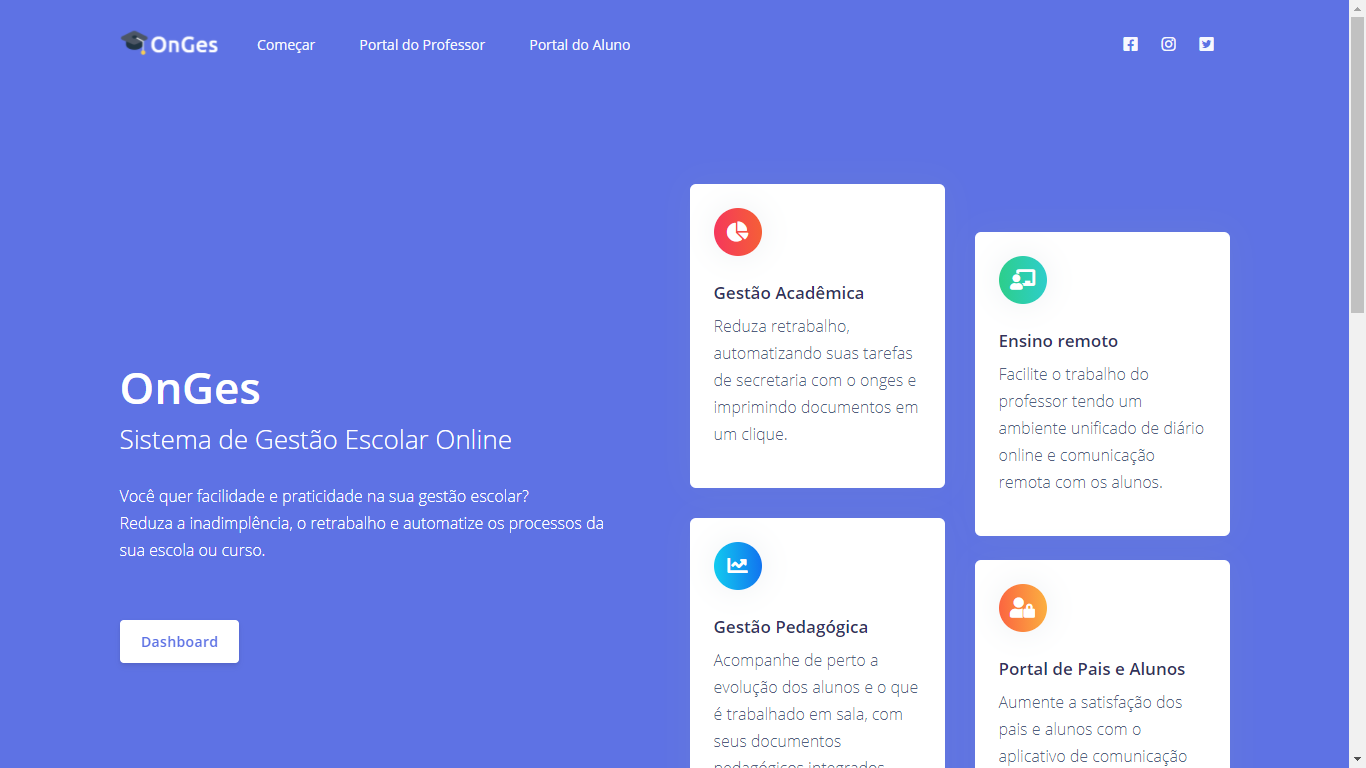 OnGes
Começar
Portal do Professor
Portal do Aluno
OnGes
Sistema de Gestão Escolar Online
Você quer facilidade e praticidade na sua gestão escolar?
Reduza a inadimplência, o retrabalho e automatize os processos da
sua escola ou curso.
Dashboard
Gestão Acadêmica
Reduza retrabalho,
automatizando suas tarefas
de secretaria com o onges e
imprimindo documentos em
um clique.
Gestão Pedagógica
Acompanhe de perto a
evolução dos alunos e o que
é trabalhado em sala, com
seus documentos
pedagógicos integrados
Ensino remoto
Facilite o trabalho do
professor tendo um
ambiente unificado de diário
online e comunicação
remota com os alunos.
Portal de Pais e Alunos
Aumente a satisfação dos
pais e alunos com o
aplicativo de comunicação